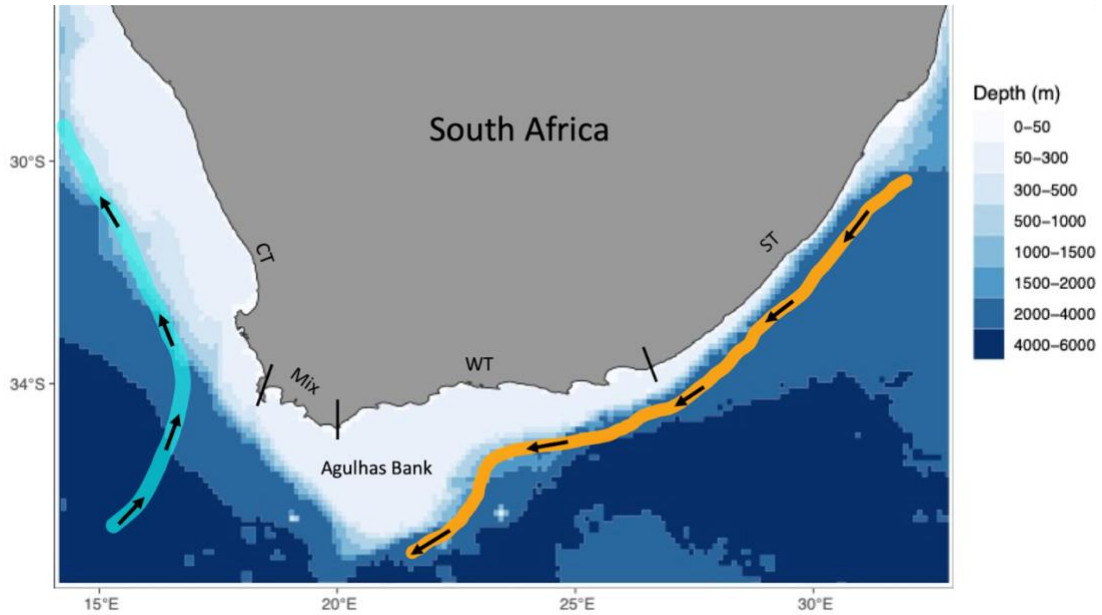 South Africa
Depth (m)
0–50
50–300
300–500
500–1000
1000–1500
1500–2000
2000–4000
4000–6000
30°S
34°S
CT
ST
Mix
WT
Agulhas Bank
15°E
20°E
25°E
30°E